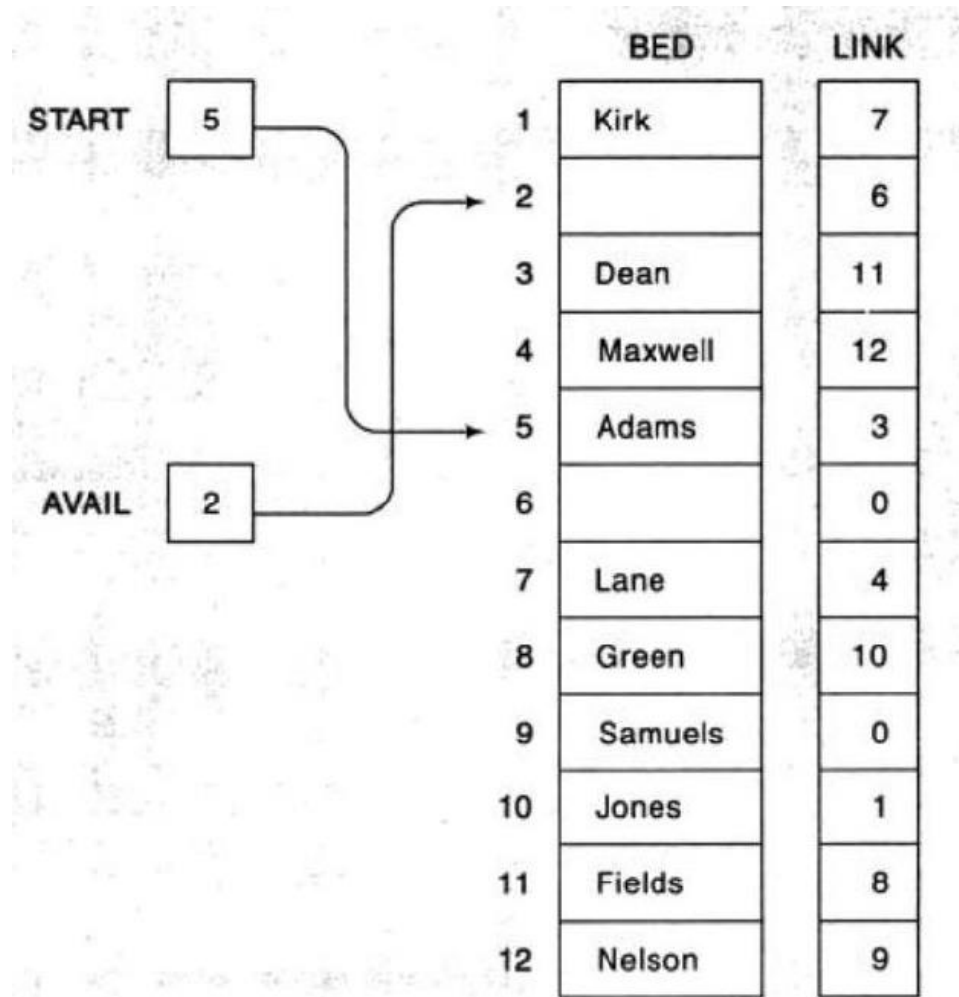 BED LINK
START 5
1 Kirk 7
2 6
3 Dean 11
4 Maxwell 12
5 Adams 3
AVAIL 2
6 0
7 Lane 4
8 Green 10
9 Samuels 0
10 Jones 1
11 Fields 8
12 Nelson 9